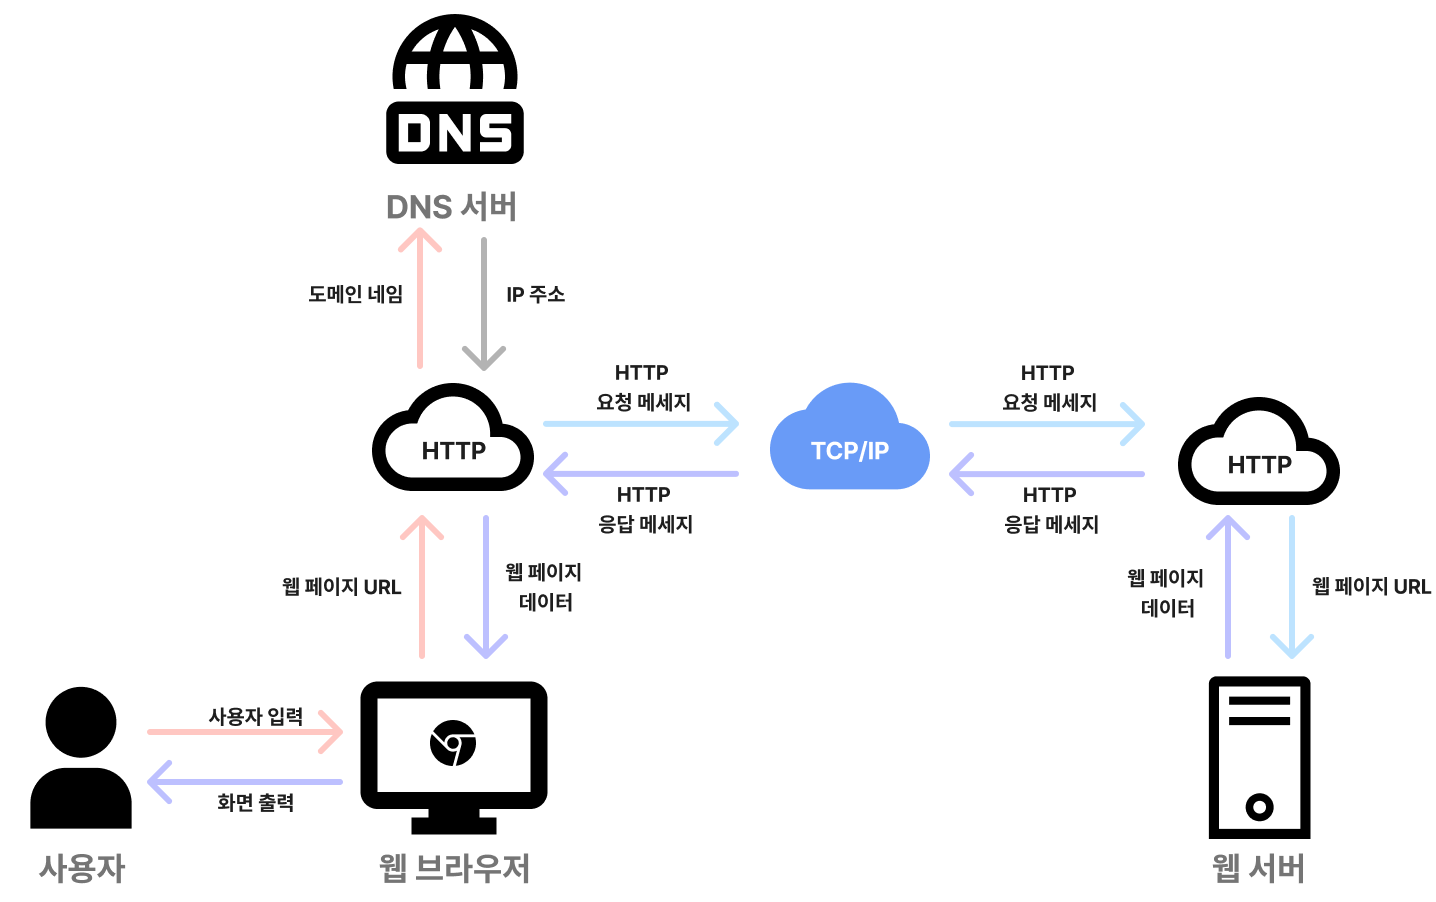 DNS
DNS 서버
도메인 네임
IP 주소
HTTP
요청 메세지
HTTP
요청 메세지
HTTP
TCP/IP
HTTP
HTTP
응답 메세지
HTTP
응답 메세지
웹 페이지 URL
웹 페이지
데이터
웹 페이지
데이터
웹 페이지 URL
사용자 입력
화면 출력
사용자
웹 브라우저
웹 서버